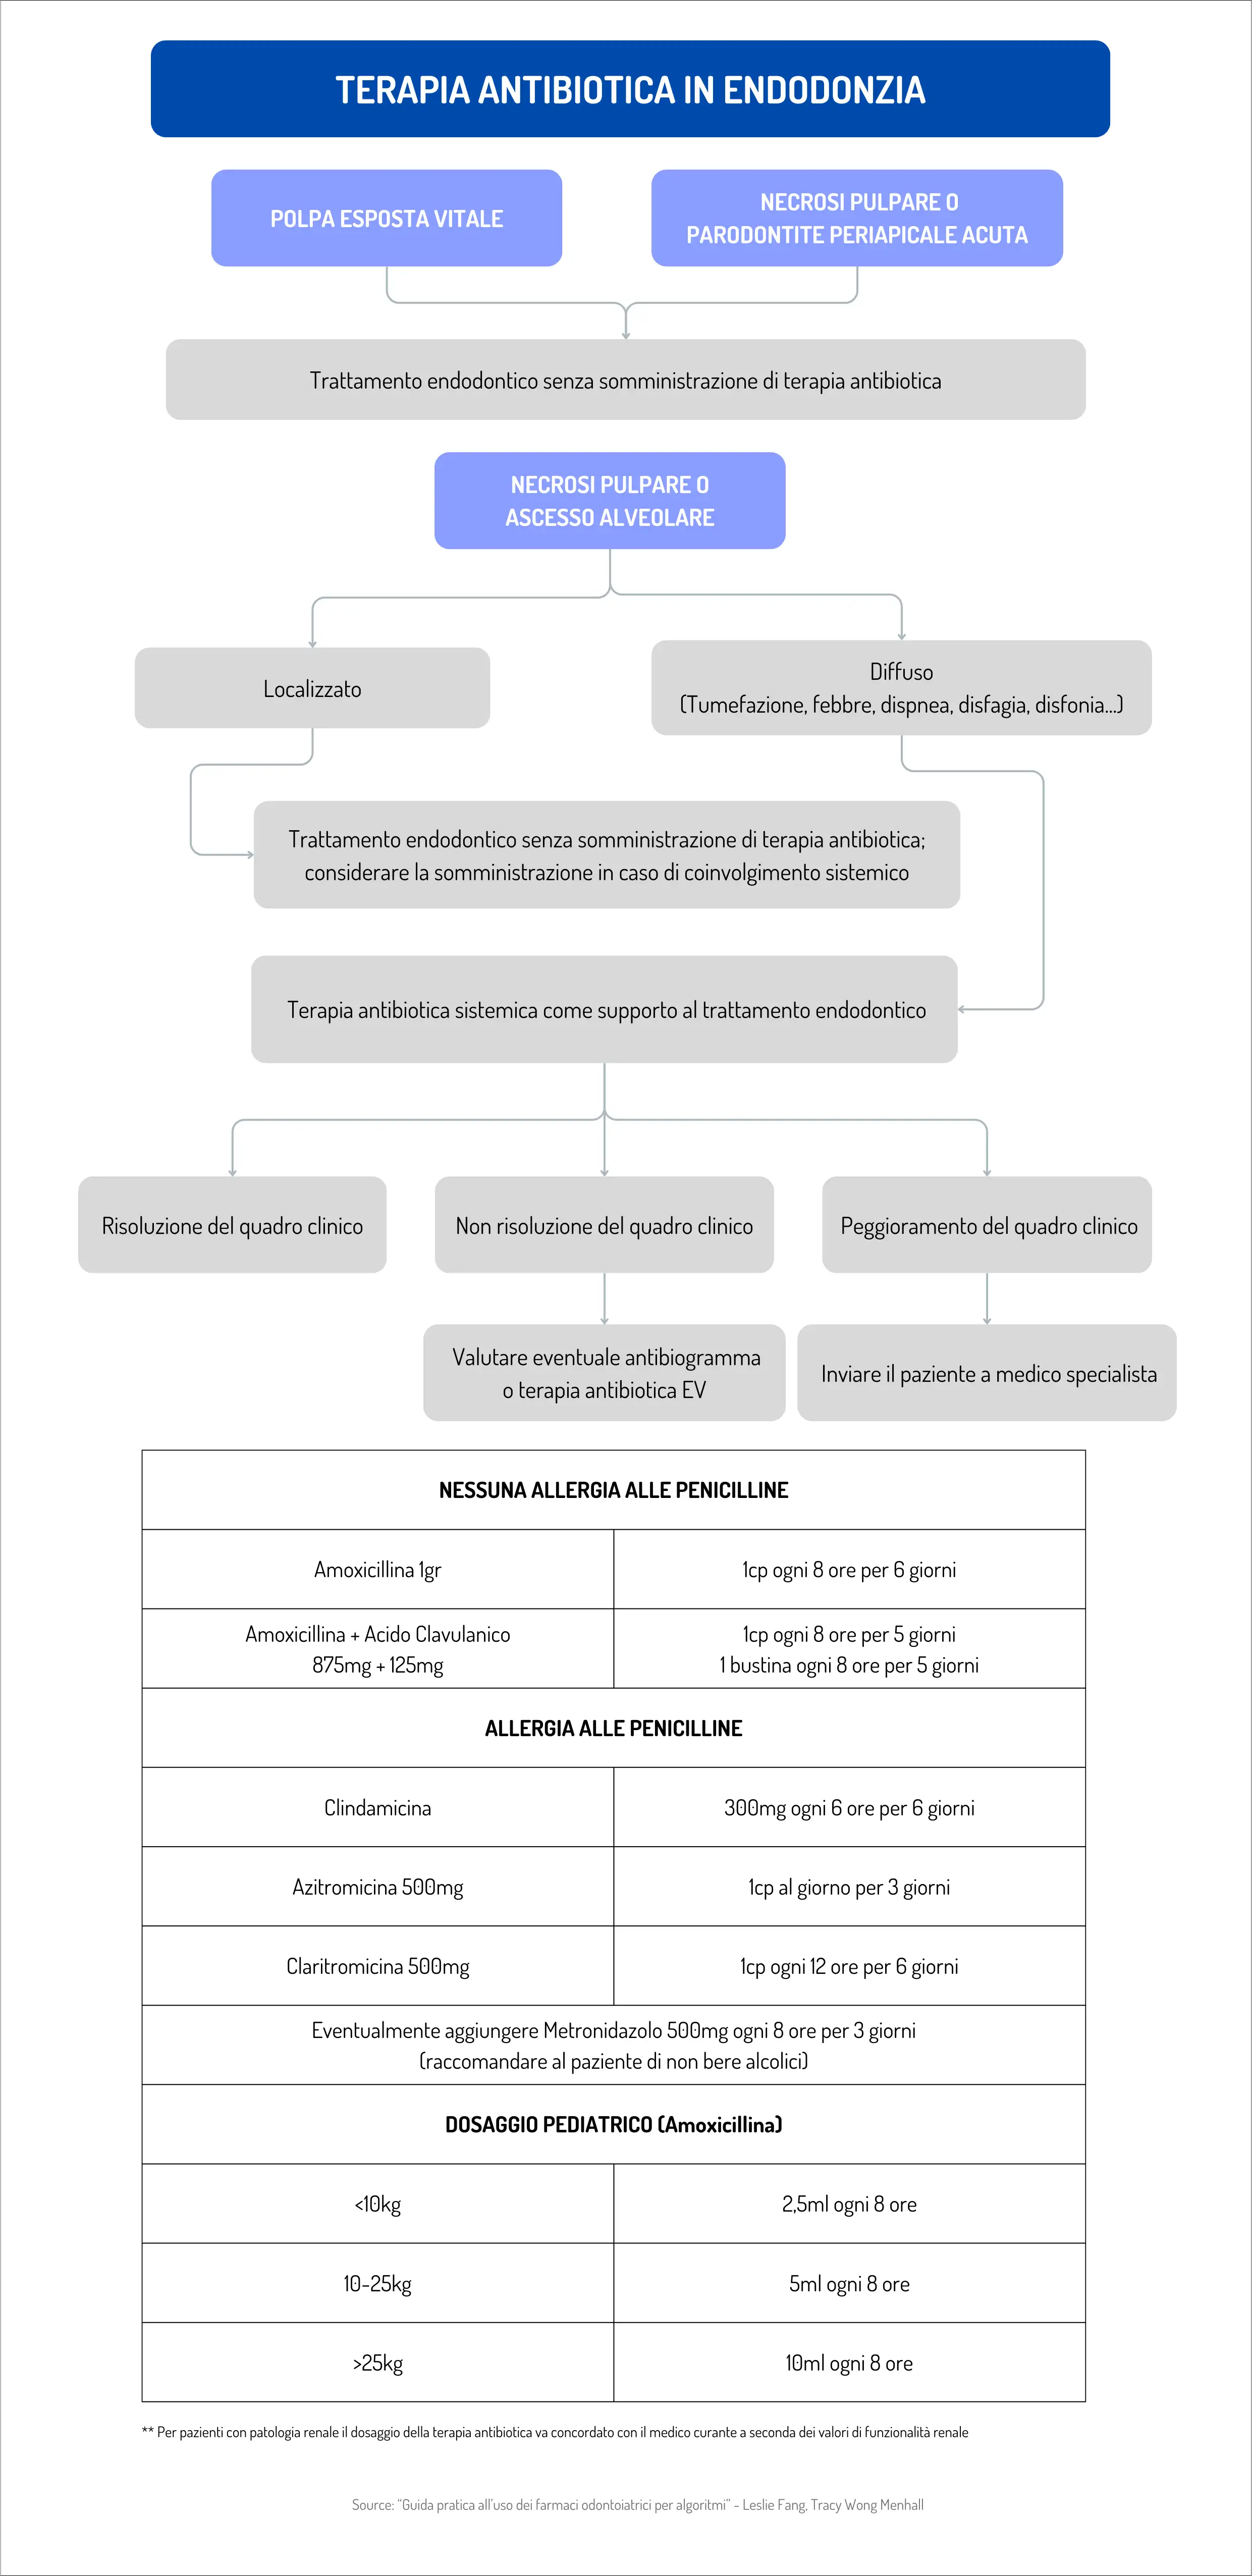 TERAPIA ANTIBIOTICA IN ENDODONZIA
POLPA ESPOSTA VITALE
NECROSI PULPARE O
PARODONTITE PERIAPICALE ACUTA
Trattamento endodontico senza somministrazione di terapia antibiotica
NECROSI PULPARE O
ASCESSO ALVEOLARE
Localizzato
Diffuso
(Tumefazione, febbre, dispnea, disfagia, disfonia...)
Trattamento endodontico senza somministrazione di terapia antibiotica;
considerare la somministrazione in caso di coinvolgimento sistemico
Terapia antibiotica sistemica come supporto al trattamento endodontico
Risoluzione del quadro clinico
Non risoluzione del quadro clinico
Peggioramento del quadro clinico
Valutare eventuale antibiogramma
o terapia antibiotica EV
Inviare il paziente a medico specialista
NESSUNA ALLERGIA ALLE PENICILLINE
Amoxicillina 1gr
1cp ogni 8 ore per 6 giorni
Amoxicillina + Acido Clavulanico
875mg + 125mg
1cp ogni 8 ore per 5 giorni
1 bustina ogni 8 ore per 5 giorni
ALLERGIA ALLE PENICILLINE
Clindamicina
300mg ogni 6 ore per 6 giorni
Azitromicina 500mg
1cp al giorno per 3 giorni
Claritromicina 500mg
1cp ogni 12 ore per 6 giorni
Eventualmente aggiungere Metronidazolo 500mg ogni 8 ore per 3 giorni
(raccomandare al paziente di non bere alcolici)
DOSAGGIO PEDIATRICO (Amoxicillina)
<10kg
2,5ml ogni 8 ore
10-25kg
5ml ogni 8 ore
>25kg
10ml ogni 8 ore
** Per pazienti con patologia renale il dosaggio della terapia antibiotica va concordato con il medico curante a seconda dei valori di funzionalità renale
Source: “Guida pratica all’uso dei farmaci odontoiatrici per algoritmi” - Leslie Fang, Tracy Wong Menhall